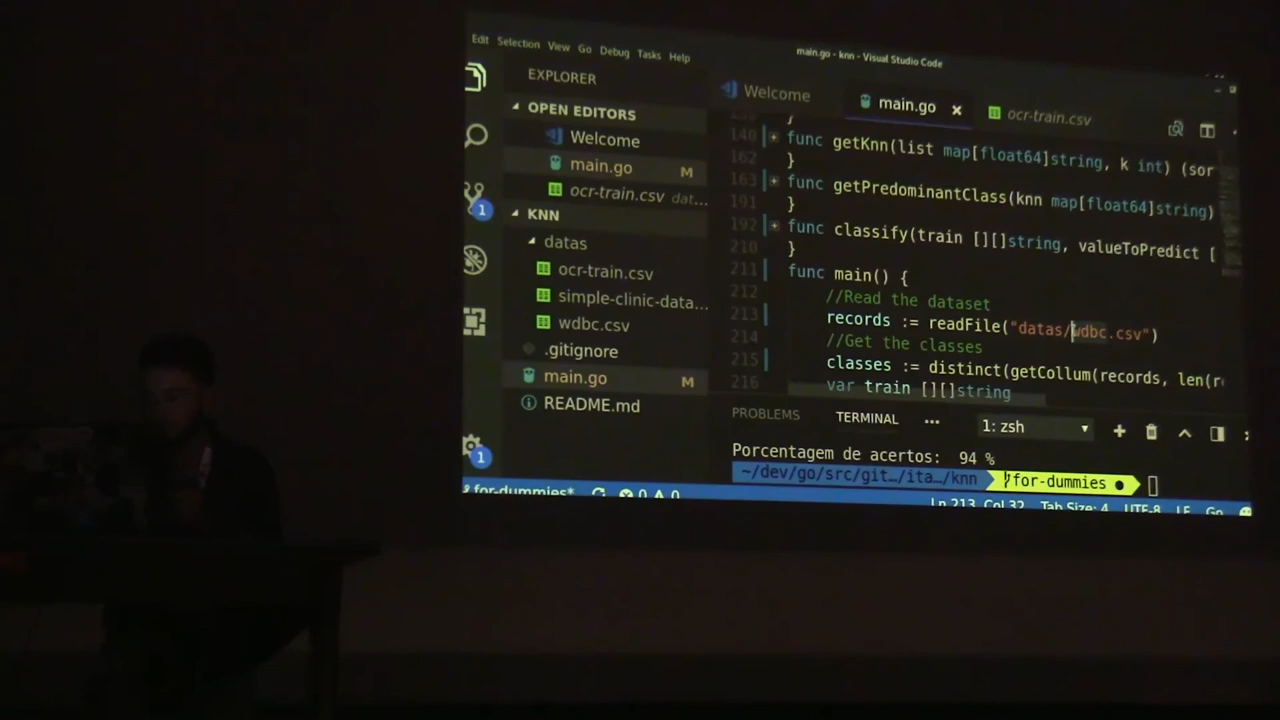 Edit Selection View Go Debug Tasks Help
main.go - knn - Visual Studio Code
EXPLORER
OPEN EDITORS
Welcome
main.go M
ocr-train.csv dat...
KNN
datas
ocr-train.csv
simple-clinic-data...
wdbc.csv
.gitignore
main.go M
README.md
1
1
Welcome
main.go
ocr-train.csv
}
140 func getKnn(list map[float64]string, k int) (sor
162 }
163 func getPredominantClass(knn map[float64]string)
191 }
192 func classify(train [][]string, valueToPredict [
210 }
211 func main() {
212 //Read the dataset
213 records := readFile("datas/wdbc.csv")
214 //Get the classes
215 classes := distinct(getCollum(records, len(r
216 var train [][]string
PROBLEMS TERMINAL ... 1: zsh
Porcentagem de acertos: 94 %
~/dev/go/src/git…/ita…/knn for-dummies ●
for-dummies* 0 0 Ln 213, Col 32 Tab Size: 4 UTF-8 LF Go